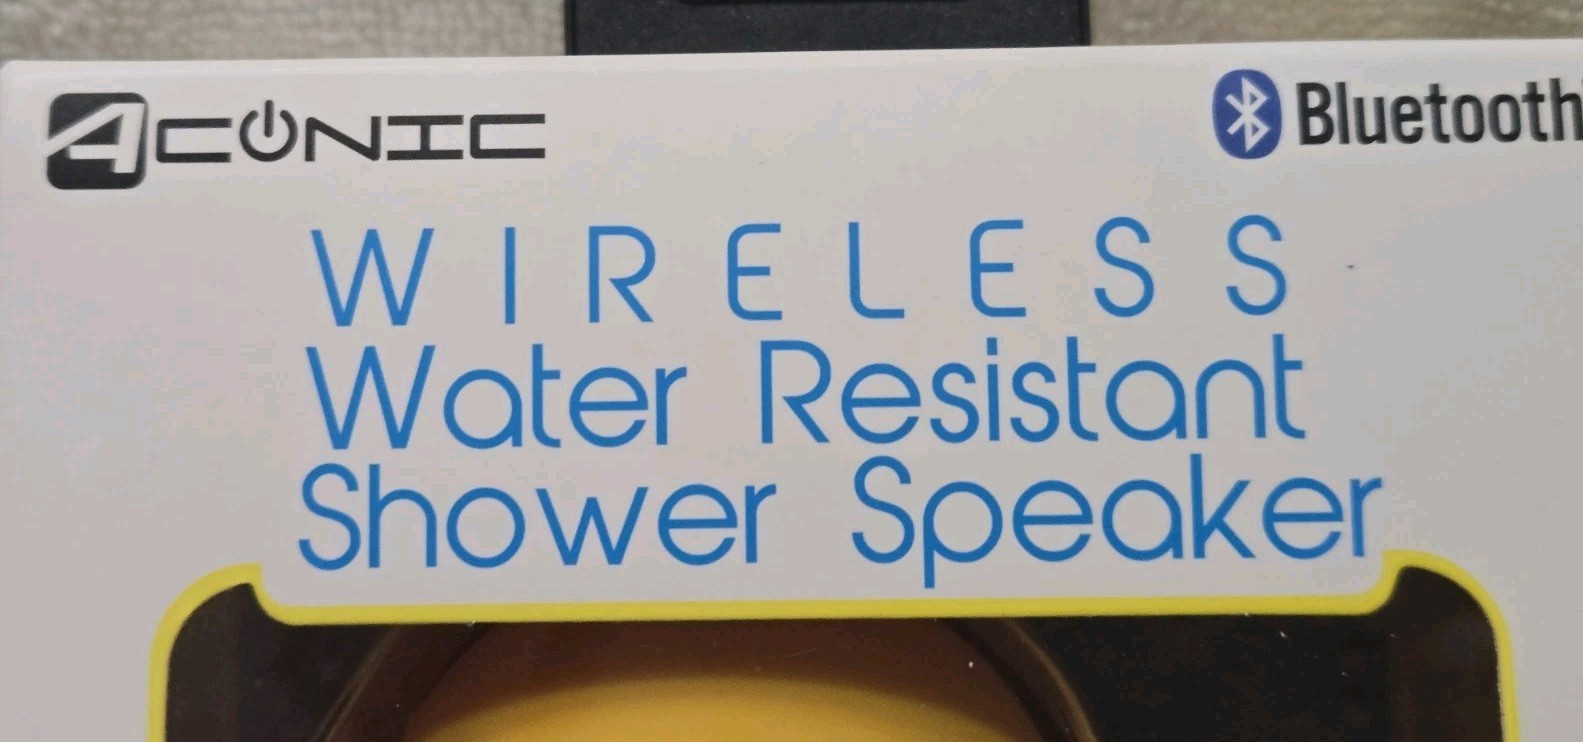 ACONIC
Bluetooth
WIRELESS
Water Resistant
Shower Speaker